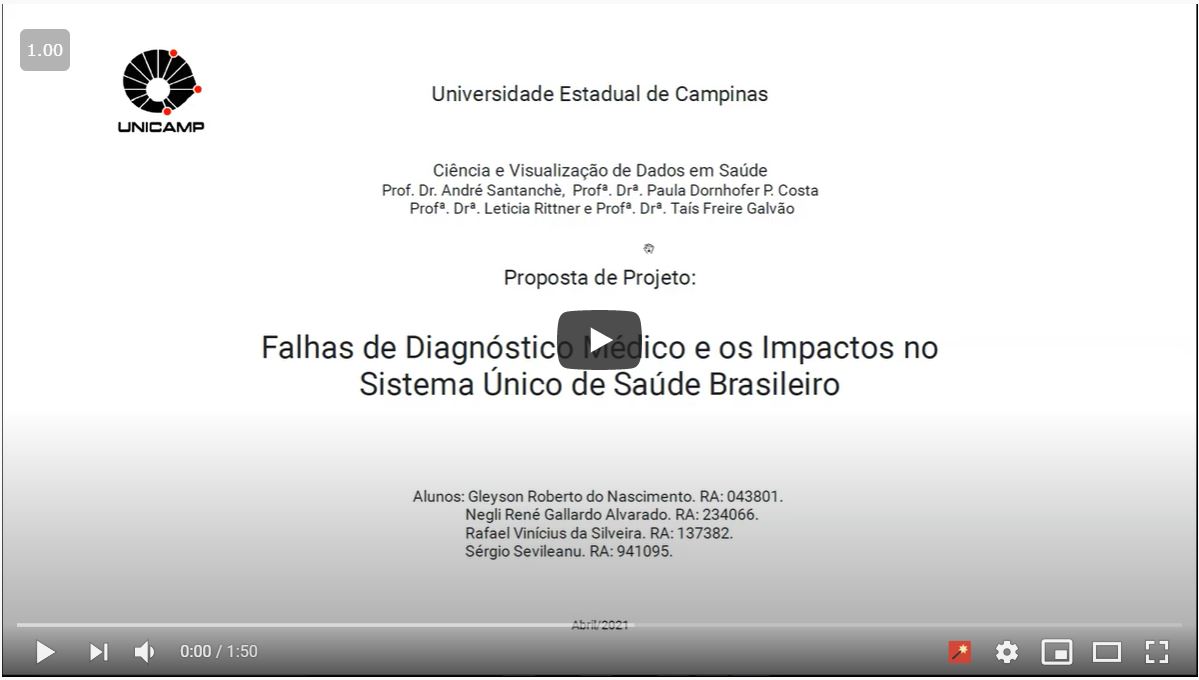 1.00
UNICAMP
Universidade Estadual de Campinas
Ciência e Visualização de Dados em Saúde
Prof. Dr. André Santanchè, Profª. Drª. Paula Dornhofer P. Costa
Profª. Drª. Leticia Rittner e Profª. Drª. Taís Freire Galvão
Proposta de Projeto:
Falhas de Diagnóstico Médico e os Impactos no
Sistema Único de Saúde Brasileiro
Alunos: Gleyson Roberto do Nascimento. RA: 043801.
Negli René Gallardo Alvarado. RA: 234066.
Rafael Vinícius da Silveira. RA: 137382.
Sérgio Sevileanu. RA: 941095.
Abril/2021
0:00 / 1:50